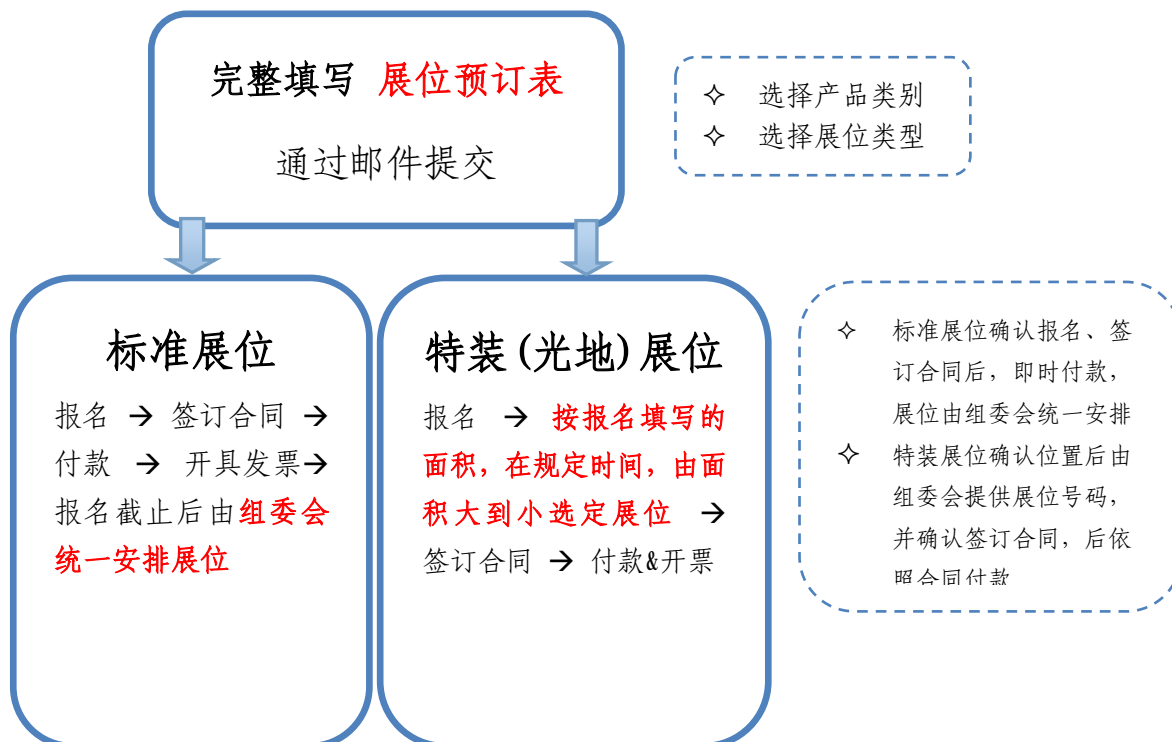 完整填写 展位预订表
通过邮件提交
✧ 选择产品类别
✧ 选择展位类型
标准展位
报名 → 签订合同 →
付款 → 开具发票→
报名截止后由组委会
统一安排展位
特装(光地)展位
报名 → 按报名填写的
面积，在规定时间，由面
积大到小选定展位 →
签订合同 → 付款&开票
✧ 标准展位确认报名、签
订合同后，即时付款，
展位由组委会统一安排
✧ 特装展位确认位置后由
组委会提供展位号码，
并确认签订合同，后依
照合同付款